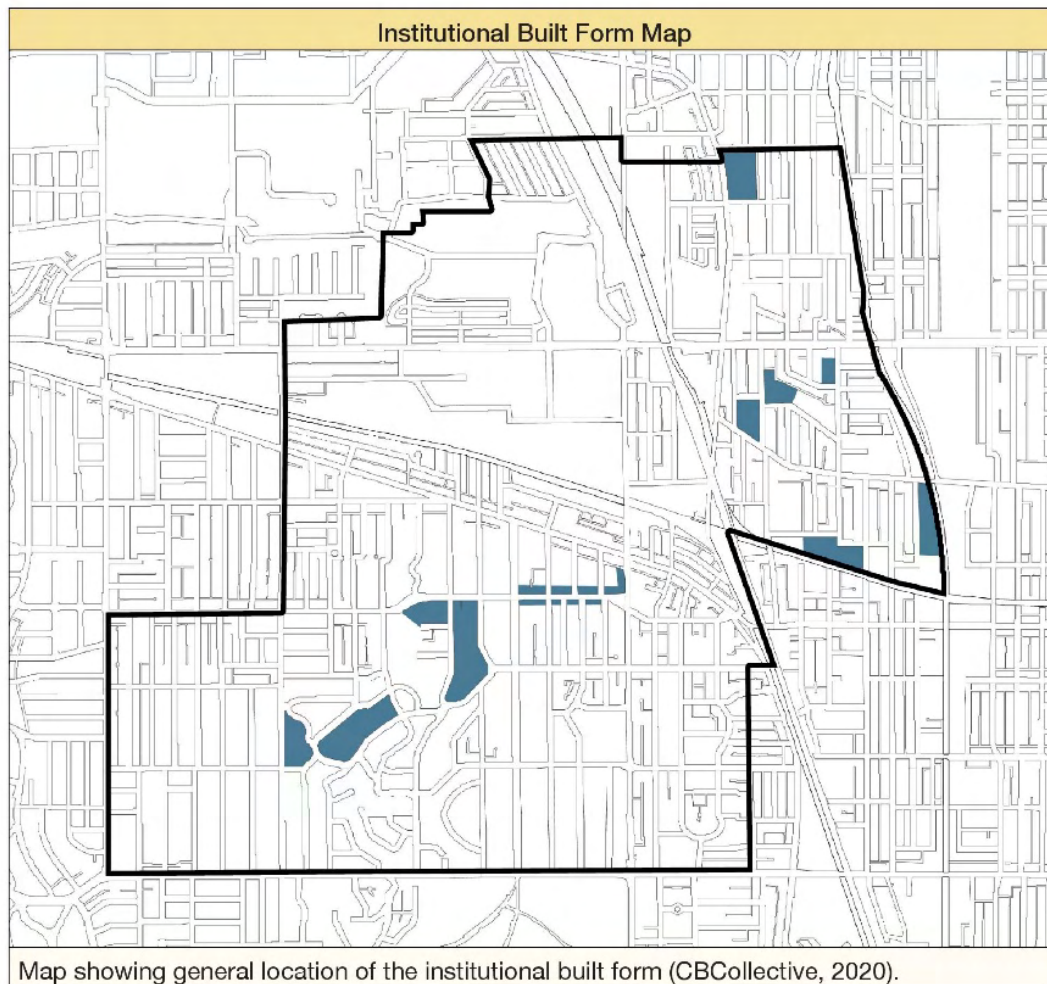 Institutional Built Form Map
Map showing general location of the institutional built form (CBCollective, 2020).